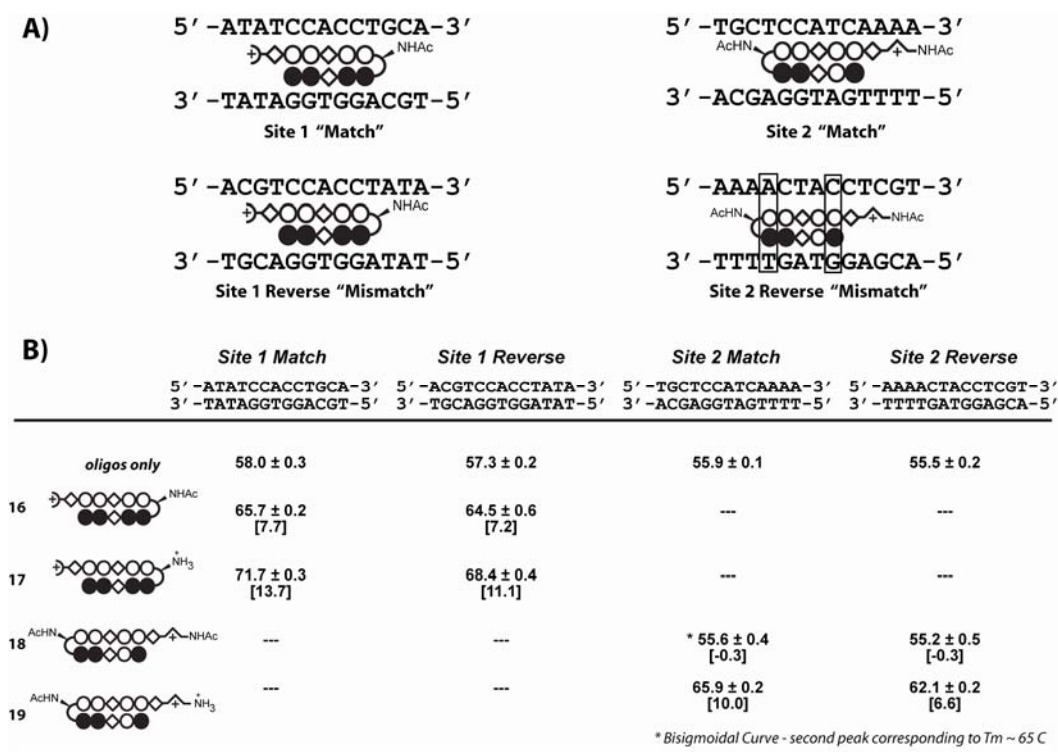 A)
5′-ATATCCACCTGCA-3′
NHAc
+
3′-TATAGGTGGACGT-5′
Site 1 “Match”
5′-TGCTCCATCAAAA-3′
AcHN
+
NHAc
3′-ACGAGGTAGTTTT-5′
Site 2 “Match”
5′-ACGTCCACCTATA-3′
NHAc
+
3′-TGCAGGTGGATAT-5′
Site 1 Reverse “Mismatch”
5′-AAAACTACCTCGT-3′
AcHN
+
NHAc
3′-TTTTGATGGAGCA-5′
Site 2 Reverse “Mismatch”
B)
Site 1 Match Site 1 Reverse Site 2 Match Site 2 Reverse
5′-ATATCCACCTGCA-3′ 5′-ACGTCCACCTATA-3′ 5′-TGCTCCATCAAAA-3′ 5′-AAAACTACCTCGT-3′
3′-TATAGGTGGACGT-5′ 3′-TGCAGGTGGATAT-5′ 3′-ACGAGGTAGTTTT-5′ 3′-TTTTGATGGAGCA-5′
oligos only 58.0 ± 0.3 57.3 ± 0.2 55.9 ± 0.1 55.5 ± 0.2
16 + NHAc 65.7 ± 0.2 64.5 ± 0.6 --- ---
[7.7] [7.2]
17 + NH3+ 71.7 ± 0.3 68.4 ± 0.4 --- ---
[13.7] [11.1]
18 AcHN + NHAc --- --- * 55.6 ± 0.4 55.2 ± 0.5
[-0.3] [-0.3]
19 AcHN + NH3+ --- --- 65.9 ± 0.2 62.1 ± 0.2
[10.0] [6.6]
* Bisigmoidal Curve - second peak corresponding to Tm ~ 65 C